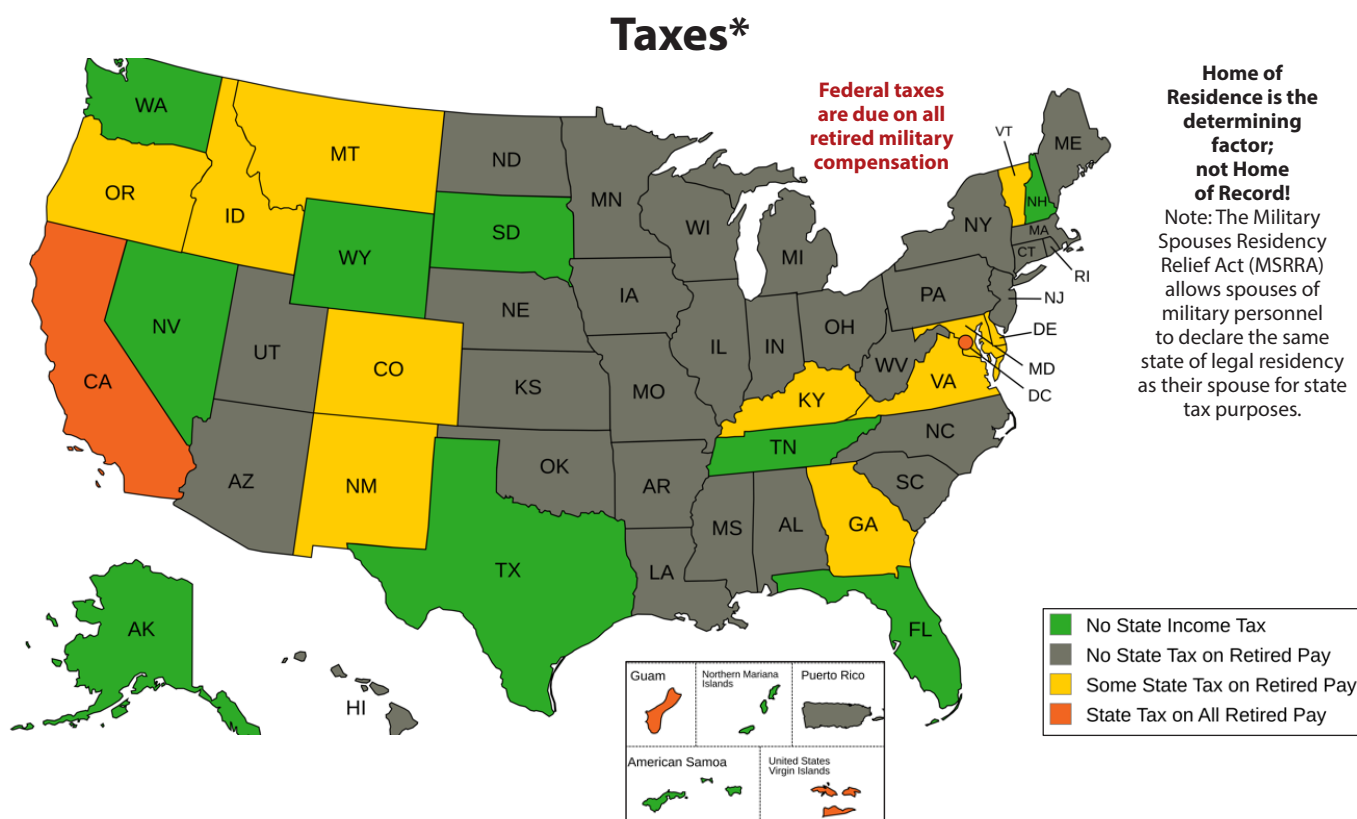 Taxes*
Federal taxes
are due on all
retired military
compensation
Home of
Residence is the
determining
factor;
not Home
of Record!
Note: The Military
Spouses Residency
Relief Act (MSRRA)
allows spouses of
military personnel
to declare the same
state of legal residency
as their spouse for state
tax purposes.
WA
OR
ID
MT
WY
NV
CA
UT
CO
AZ
NM
ND
SD
NE
KS
OK
TX
MN
IA
MO
AR
LA
WI
IL
MI
IN
OH
KY
TN
MS
AL
GA
FL
SC
NC
VA
WV
PA
NY
VT
NH
ME
MA
CT
RI
NJ
DE
MD
DC
AK
HI
Guam
Northern Mariana
Islands
Puerto Rico
American Samoa
United States
Virgin Islands
No State Income Tax
No State Tax on Retired Pay
Some State Tax on Retired Pay
State Tax on All Retired Pay